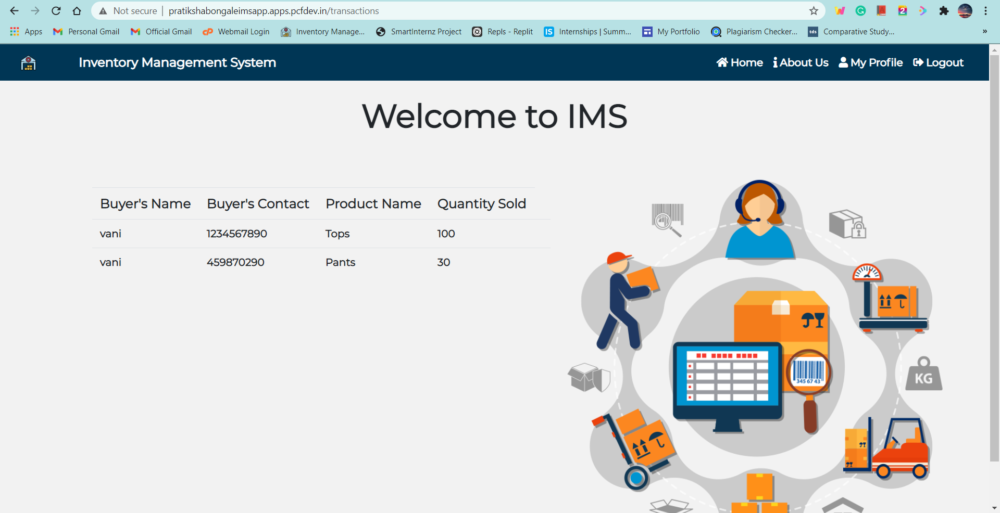 Not secure | pratikshabongaleimsapp.apps.pcfdev.in/transactions
Apps Personal Gmail Official Gmail Webmail Login Inventory Manage... SmartInternz Project Repls - Replit Internships | Summ... My Portfolio Plagiarism Checker... tds Comparative Study... »
Inventory Management System Home About Us My Profile Logout
Welcome to IMS
Buyer's Name Buyer's Contact Product Name Quantity Sold
vani 1234567890 Tops 100
vani 459870290 Pants 30
345 67 43
KG